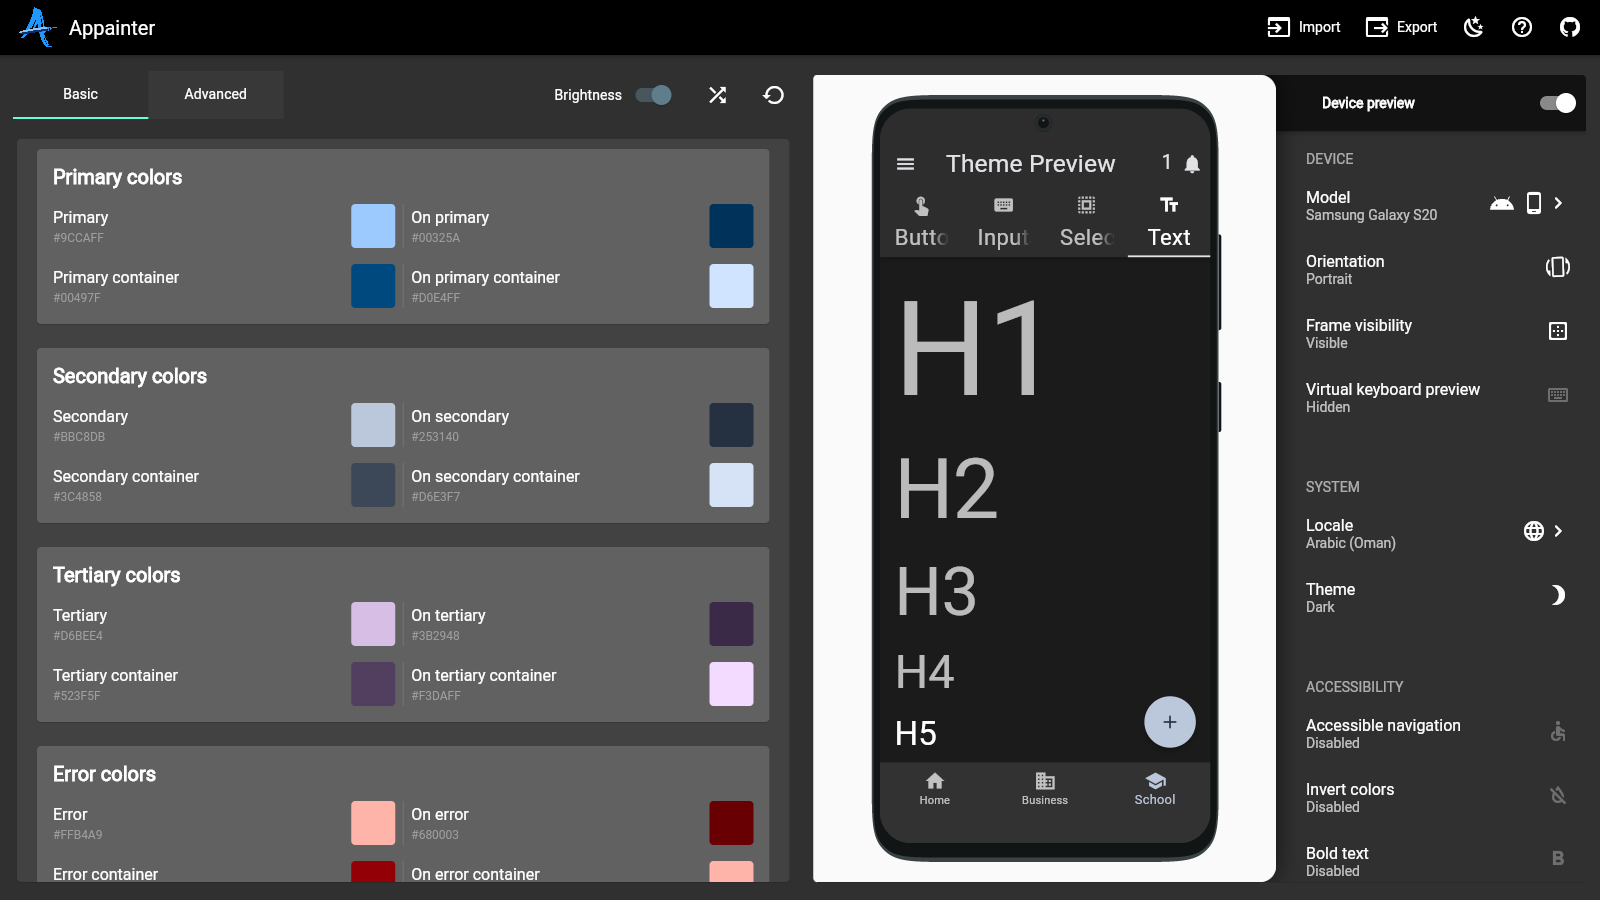 Appainter
Import
Export
Basic
Advanced
Brightness
Primary colors
Primary
#9CCAFF
On primary
#00325A
Primary container
#00497F
On primary container
#D0E4FF
Secondary colors
Secondary
#BBC8DB
On secondary
#253140
Secondary container
#3C4858
On secondary container
#D6E3F7
Tertiary colors
Tertiary
#D6BEE4
On tertiary
#3B2948
Tertiary container
#523F5F
On tertiary container
#F3DAFF
Error colors
Error
#FFB4A9
On error
#680003
Error container
On error container
Theme Preview
1
Butto
Input
Selec
Text
H1
H2
H3
H4
H5
Home
Business
School
Device preview
DEVICE
Model
Samsung Galaxy S20
Orientation
Portrait
Frame visibility
Visible
Virtual keyboard preview
Hidden
SYSTEM
Locale
Arabic (Oman)
Theme
Dark
ACCESSIBILITY
Accessible navigation
Disabled
Invert colors
Disabled
Bold text
Disabled